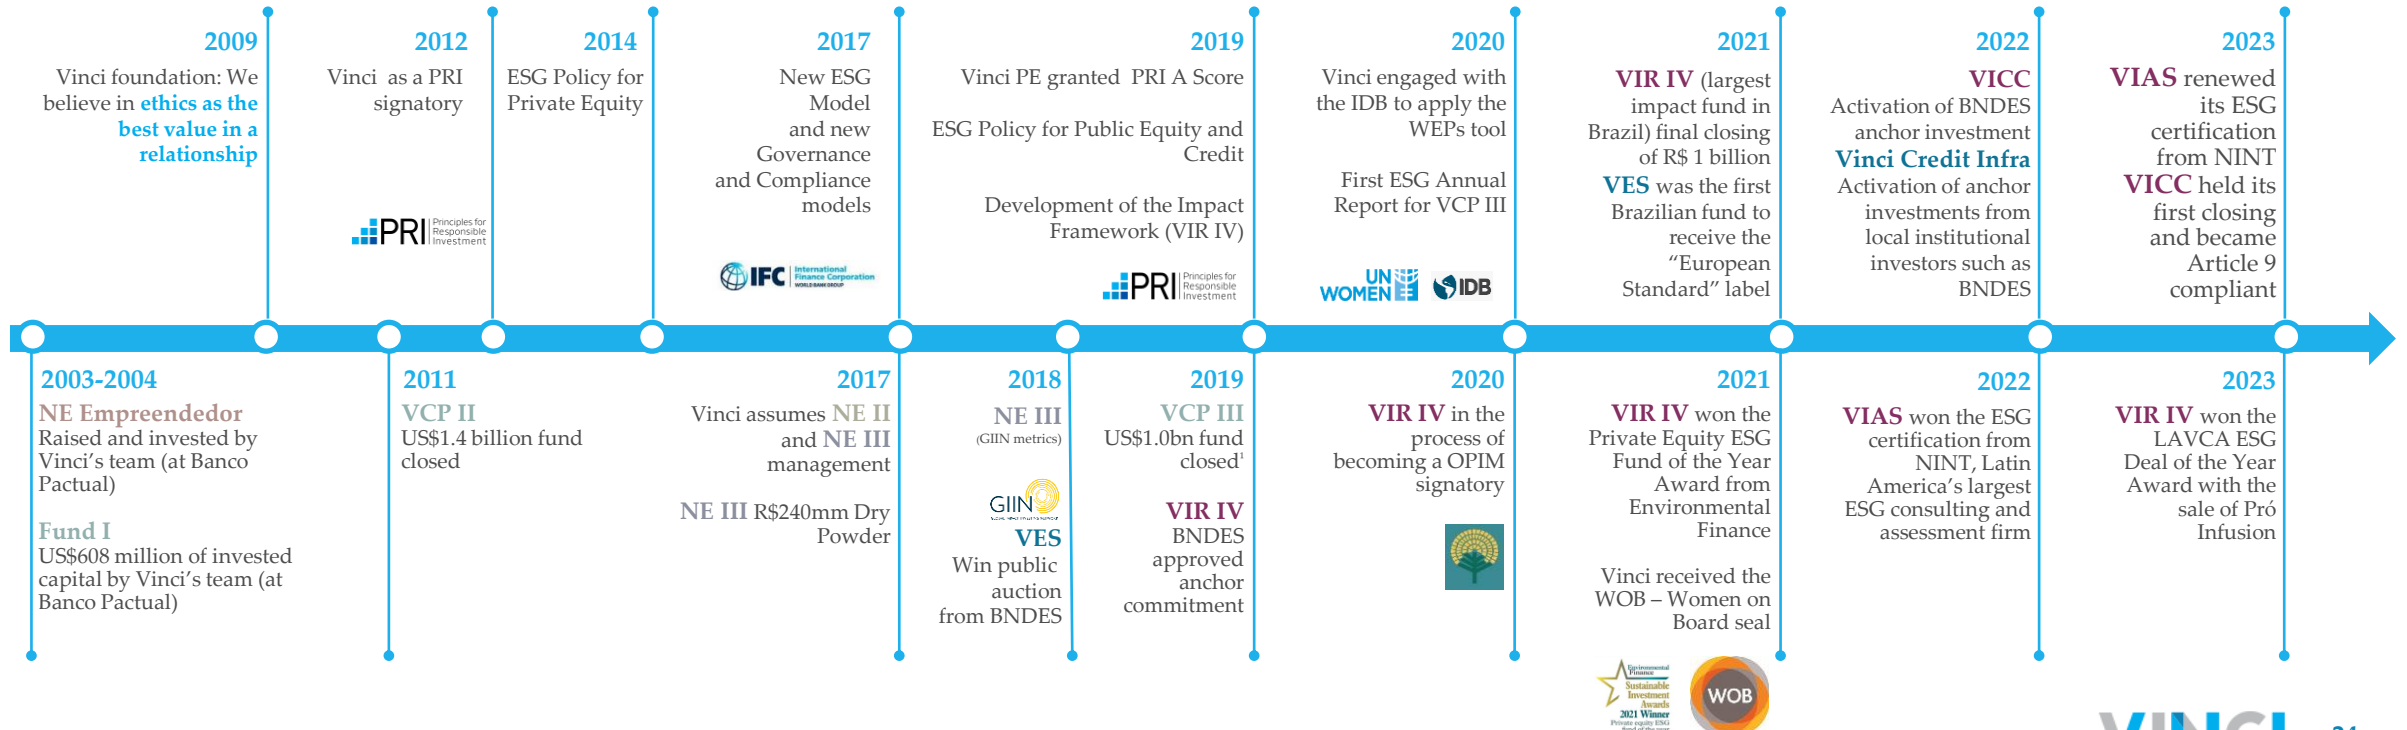 2009
Vinci foundation: We
believe in ethics as the
best value in a
relationship
2012
Vinci as a PRI
signatory
PRI
Principles for
Responsible
Investment
2014
ESG Policy for
Private Equity
2017
New ESG
Model
and new
Governance
and Compliance
models
IFC
International
Finance Corporation
WORLD BANK GROUP
2019
Vinci PE granted PRI A Score
ESG Policy for Public Equity and
Credit
Development of the Impact
Framework (VIR IV)
PRI
Principles for
Responsible
Investment
2020
Vinci engaged with
the IDB to apply the
WEPs tool
First ESG Annual
Report for VCP III
UN
WOMEN
IDB
2021
VIR IV (largest
impact fund in
Brazil) final closing
of R$ 1 billion
VES was the first
Brazilian fund to
receive the
“European
Standard” label
2022
VICC
Activation of BNDES
anchor investment
Vinci Credit Infra
Activation of anchor
investments from
local institutional
investors such as
BNDES
2023
VIAS renewed
its ESG
certification
from NINT
VICC held its
first closing
and became
Article 9
compliant
2003-2004
NE Empreendedor
Raised and invested by
Vinci’s team (at Banco
Pactual)
Fund I
US$608 million of invested
capital by Vinci’s team (at
Banco Pactual)
2011
VCP II
US$1.4 billion fund
closed
2017
Vinci assumes NE II
and NE III
management
NE III R$240mm Dry
Powder
2018
NE III
(GIIN metrics)
GIIN
VES
Win public
auction
from BNDES
2019
VCP III
US$1.0bn fund
closed¹
VIR IV
BNDES
approved
anchor
commitment
2020
VIR IV in the
process of
becoming a OPIM
signatory
2021
VIR IV won the
Private Equity ESG
Fund of the Year
Award from
Environmental
Finance
Vinci received the
WOB – Women on
Board seal
Environmental
Finance
Sustainable
Investment
Awards
2021 Winner
Private equity ESG
WOB
2022
VIAS won the ESG
certification from
NINT, Latin
America’s largest
ESG consulting and
assessment firm
2023
VIR IV won the
LAVCA ESG
Deal of the Year
Award with the
sale of Pró
Infusion
VINCI